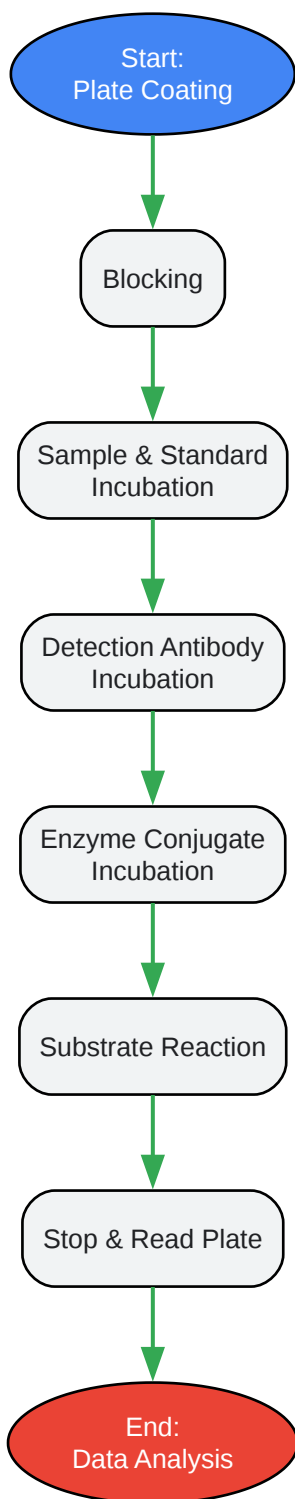 Start:
Plate Coating
Blocking
Sample & Standard
Incubation
Detection Antibody
Incubation
Enzyme Conjugate
Incubation
Substrate Reaction
Stop & Read Plate
End:
Data Analysis